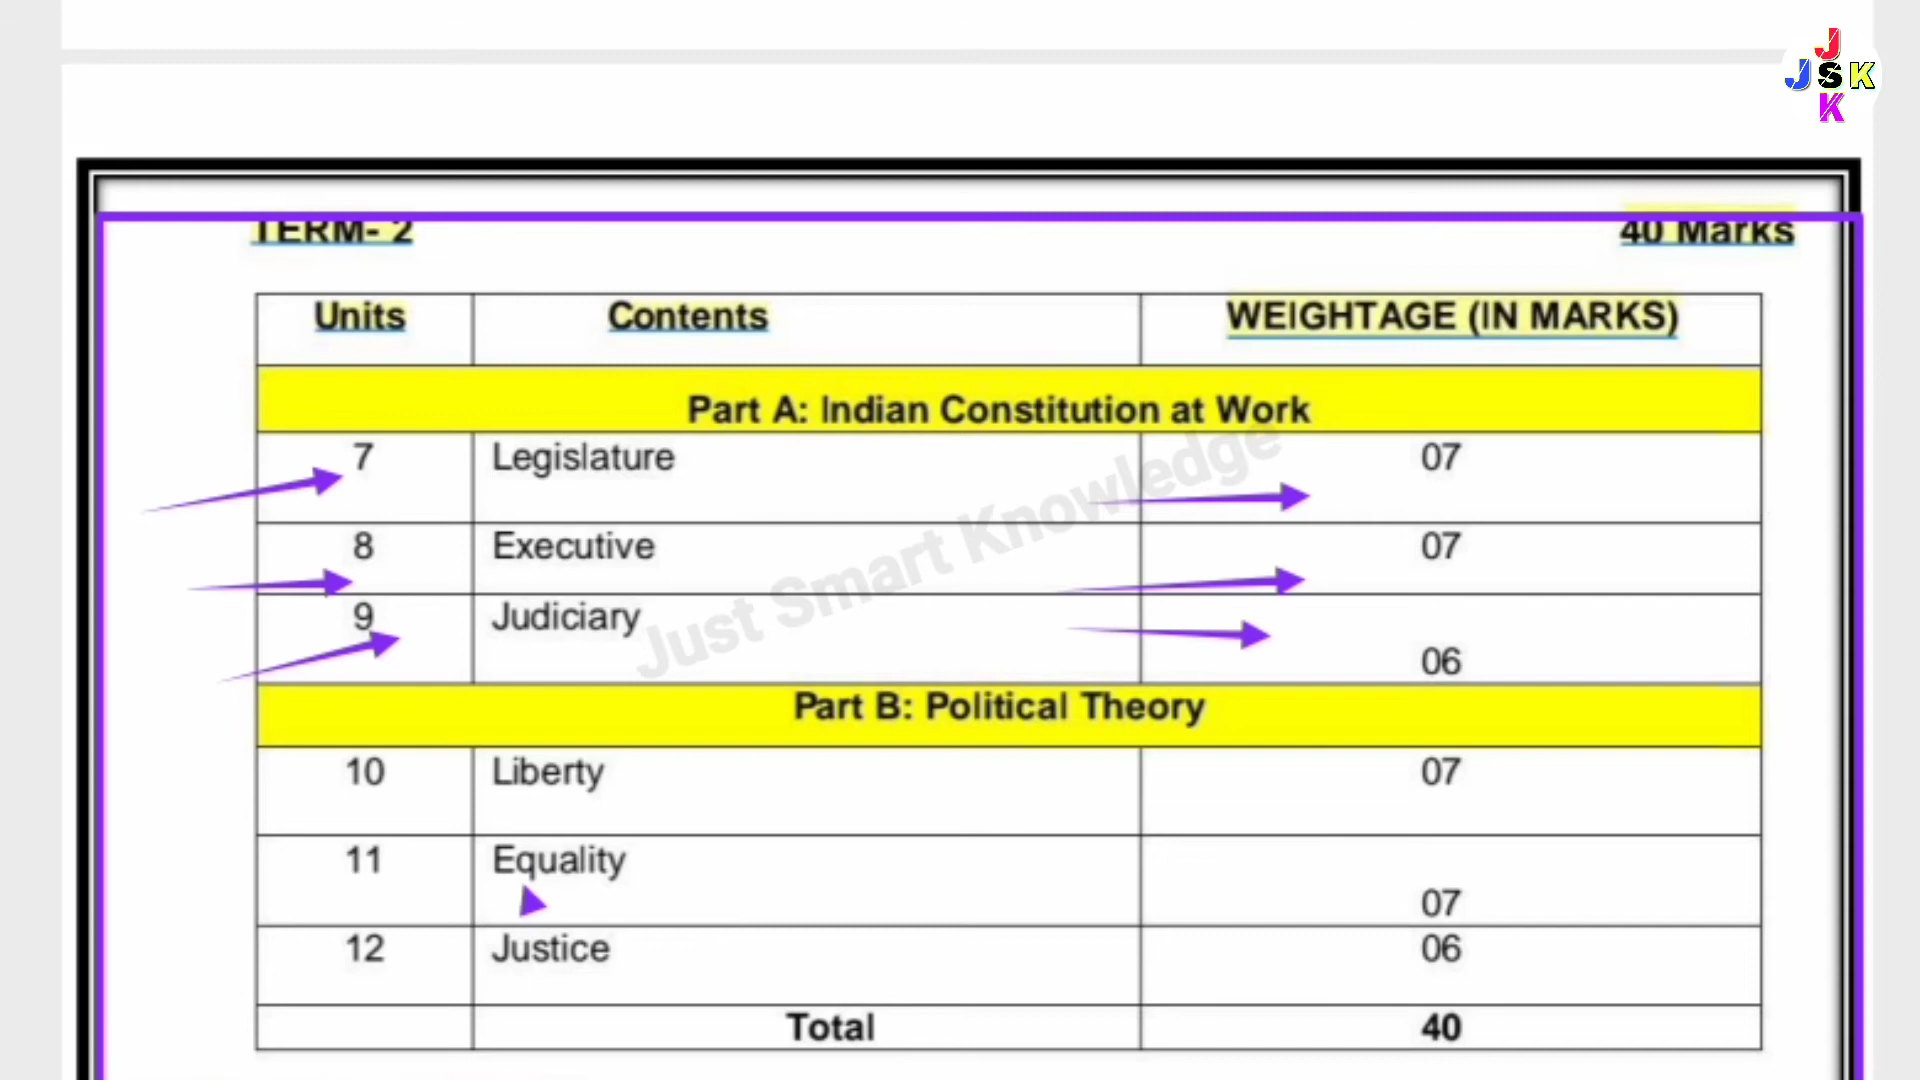 J
J S K
K
TERM- 2 40 Marks
Units Contents WEIGHTAGE (IN MARKS)
Part A: Indian Constitution at Work
7 Legislature 07
8 Executive 07
9 Judiciary 06
Just Smart Knowledge
Part B: Political Theory
10 Liberty 07
11 Equality 07
12 Justice 06
Total 40